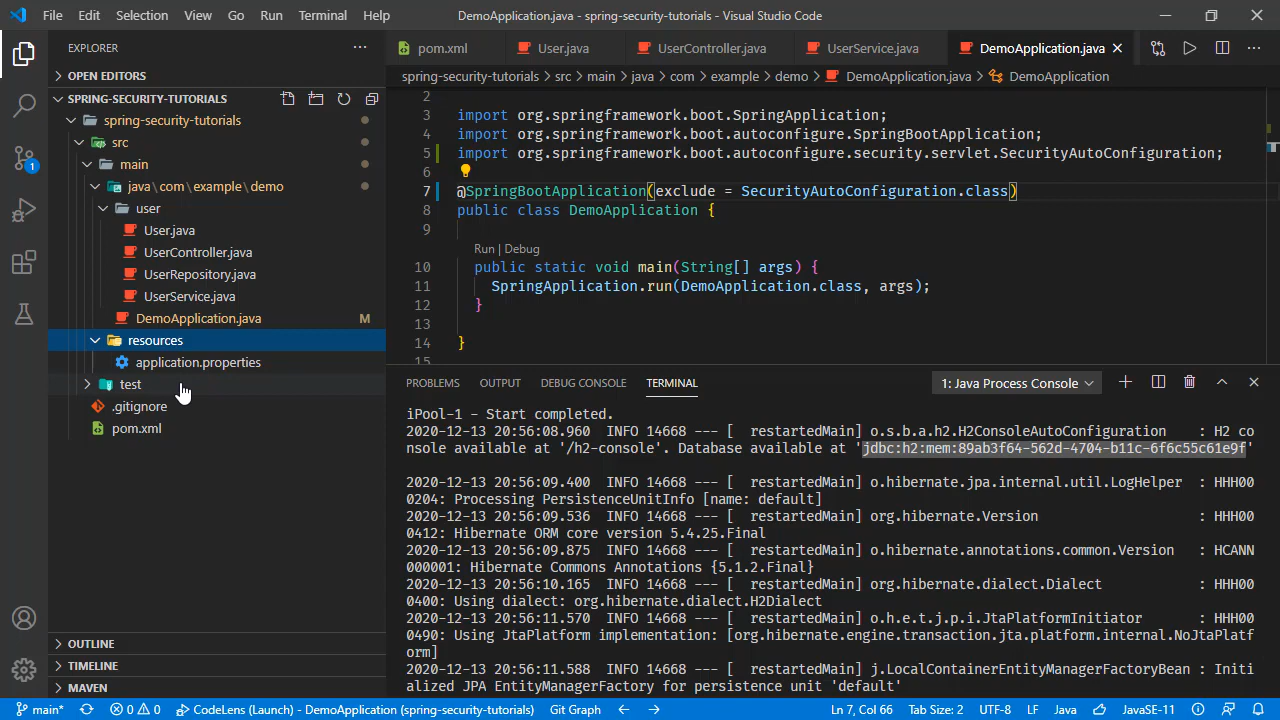 File Edit Selection View Go Run Terminal Help DemoApplication.java - spring-security-tutorials - Visual Studio Code
EXPLORER
OPEN EDITORS
SPRING-SECURITY-TUTORIALS
spring-security-tutorials
src
main
java\com\example\demo
user
User.java
UserController.java
UserRepository.java
UserService.java
DemoApplication.java M
resources
application.properties
test
.gitignore
pom.xml
OUTLINE
TIMELINE
MAVEN
1
pom.xml User.java UserController.java UserService.java DemoApplication.java
spring-security-tutorials > src > main > java > com > example > demo > DemoApplication.java > DemoApplication
2
3 import org.springframework.boot.SpringApplication;
4 import org.springframework.boot.autoconfigure.SpringBootApplication;
5 import org.springframework.boot.autoconfigure.security.servlet.SecurityAutoConfiguration;
6
7 @SpringBootApplication(exclude = SecurityAutoConfiguration.class)
8 public class DemoApplication {
9
Run | Debug
10 public static void main(String[] args) {
11 SpringApplication.run(DemoApplication.class, args);
12 }
13
14 }
15
PROBLEMS OUTPUT DEBUG CONSOLE TERMINAL 1: Java Process Console
iPool-1 - Start completed.
2020-12-13 20:56:08.960 INFO 14668 --- [ restartedMain] o.s.b.a.h2.H2ConsoleAutoConfiguration : H2 co
nsole available at '/h2-console'. Database available at 'jdbc:h2:mem:89ab3f64-562d-4704-b11c-6f6c55c61e9f'
2020-12-13 20:56:09.400 INFO 14668 --- [ restartedMain] o.hibernate.jpa.internal.util.LogHelper : HHH00
0204: Processing PersistenceUnitInfo [name: default]
2020-12-13 20:56:09.536 INFO 14668 --- [ restartedMain] org.hibernate.Version : HHH00
0412: Hibernate ORM core version 5.4.25.Final
2020-12-13 20:56:09.875 INFO 14668 --- [ restartedMain] o.hibernate.annotations.common.Version : HCANN
000001: Hibernate Commons Annotations {5.1.2.Final}
2020-12-13 20:56:10.165 INFO 14668 --- [ restartedMain] org.hibernate.dialect.Dialect : HHH00
0400: Using dialect: org.hibernate.dialect.H2Dialect
2020-12-13 20:56:11.570 INFO 14668 --- [ restartedMain] o.h.e.t.j.p.i.JtaPlatformInitiator : HHH00
0490: Using JtaPlatform implementation: [org.hibernate.engine.transaction.jta.platform.internal.NoJtaPlatf
orm]
2020-12-13 20:56:11.588 INFO 14668 --- [ restartedMain] j.LocalContainerEntityManagerFactoryBean : Initi
alized JPA EntityManagerFactory for persistence unit 'default'
main* 0 0 CodeLens (Launch) - DemoApplication (spring-security-tutorials) Git Graph Ln 7, Col 66 Tab Size: 2 UTF-8 LF Java JavaSE-11